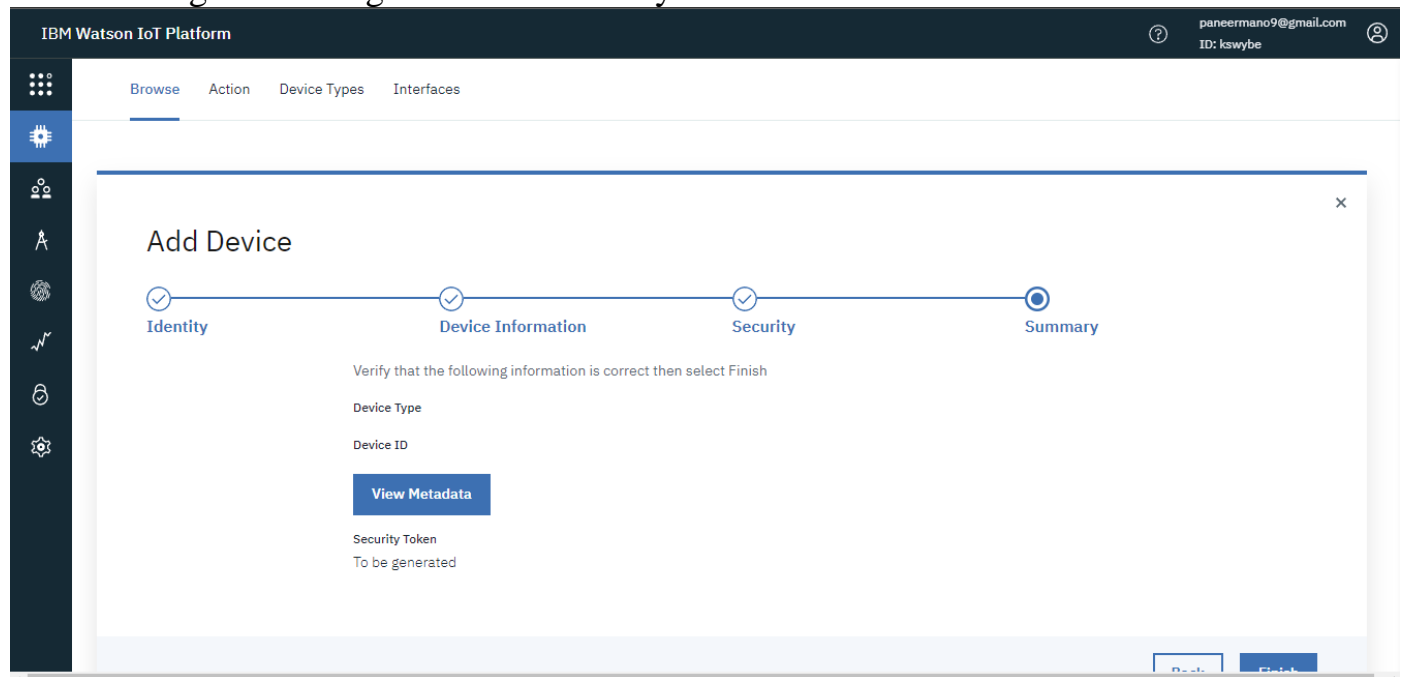 IBM Watson IoT Platform
paneermano9@gmail.com
ID: kswybe
Browse Action Device Types Interfaces
Add Device
Identity Device Information Security Summary
Verify that the following information is correct then select Finish
Device Type
Device ID
View Metadata
Security Token
To be generated
Back Finish